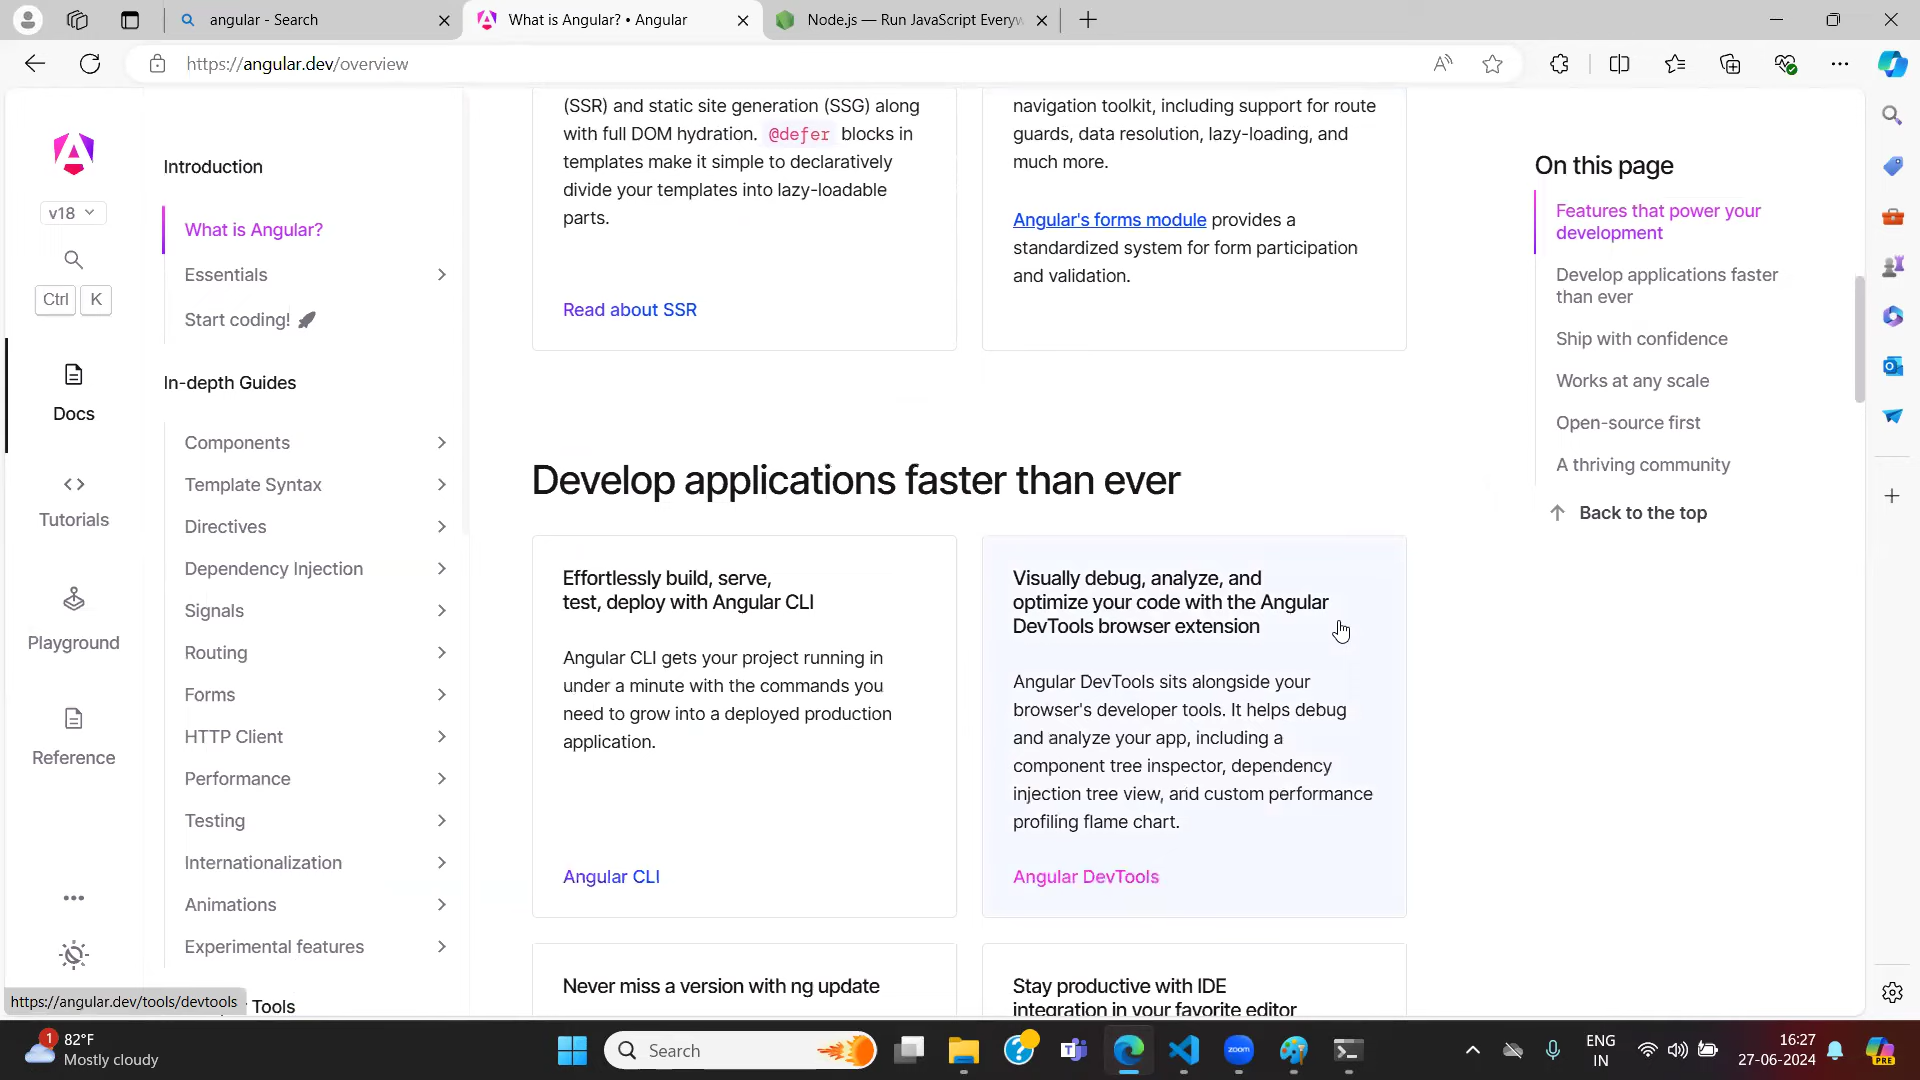 angular - Search
What is Angular? • Angular
Node.js — Run JavaScript Everyw
https://angular.dev/overview
v18
Ctrl K
Docs
Tutorials
Playground
Reference
Introduction
What is Angular?
Essentials
Start coding!
In-depth Guides
Components
Template Syntax
Directives
Dependency Injection
Signals
Routing
Forms
HTTP Client
Performance
Testing
Internationalization
Animations
Experimental features
Tools
https://angular.dev/tools/devtools
(SSR) and static site generation (SSG) along
with full DOM hydration. @defer blocks in
templates make it simple to declaratively
divide your templates into lazy-loadable
parts.
Read about SSR
navigation toolkit, including support for route
guards, data resolution, lazy-loading, and
much more.
Angular's forms module provides a
standardized system for form participation
and validation.
Develop applications faster than ever
Effortlessly build, serve,
test, deploy with Angular CLI
Angular CLI gets your project running in
under a minute with the commands you
need to grow into a deployed production
application.
Angular CLI
Visually debug, analyze, and
optimize your code with the Angular
DevTools browser extension
Angular DevTools sits alongside your
browser's developer tools. It helps debug
and analyze your app, including a
component tree inspector, dependency
injection tree view, and custom performance
profiling flame chart.
Angular DevTools
Never miss a version with ng update
Stay productive with IDE
integration in your favorite editor
On this page
Features that power your
development
Develop applications faster
than ever
Ship with confidence
Works at any scale
Open-source first
A thriving community
Back to the top
1
82°F
Mostly cloudy
Search
zoom
ENG
IN
16:27
27-06-2024
PRE